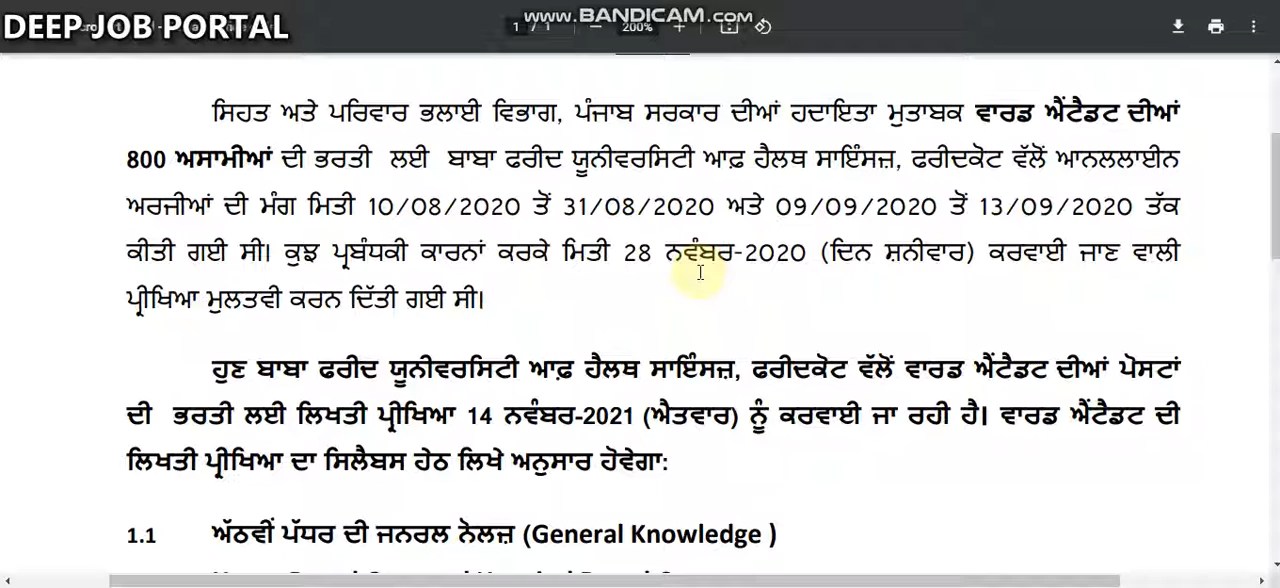 www.BANDICAM.com
DEEP JOB PORTAL
1 / 1 200%
ਸਿਹਤ ਅਤੇ ਪਰਿਵਾਰ ਭਲਾਈ ਵਿਭਾਗ, ਪੰਜਾਬ ਸਰਕਾਰ ਦੀਆਂ ਹਦਾਇਤਾ ਮੁਤਾਬਕ ਵਾਰਡ ਐਂਟੈਡਟ ਦੀਆਂ
800 ਅਸਾਮੀਆਂ ਦੀ ਭਰਤੀ ਲਈ ਬਾਬਾ ਫਰੀਦ ਯੂਨੀਵਰਸਿਟੀ ਆਫ਼ ਹੈਲਥ ਸਾਇੰਸਜ਼, ਫਰੀਦਕੋਟ ਵੱਲੋਂ ਆਨਲਲਾਈਨ
ਅਰਜੀਆਂ ਦੀ ਮੰਗ ਮਿਤੀ 10/08/2020 ਤੋਂ 31/08/2020 ਅਤੇ 09/09/2020 ਤੋਂ 13/09/2020 ਤੱਕ
ਕੀਤੀ ਗਈ ਸੀ। ਕੁਝ ਪ੍ਰਬੰਧਕੀ ਕਾਰਨਾਂ ਕਰਕੇ ਮਿਤੀ 28 ਨਵੰਬਰ-2020 (ਦਿਨ ਸ਼ਨੀਵਾਰ) ਕਰਵਾਈ ਜਾਣ ਵਾਲੀ
ਪ੍ਰੀਖਿਆ ਮੁਲਤਵੀ ਕਰਨ ਦਿੱਤੀ ਗਈ ਸੀ।
ਹੁਣ ਬਾਬਾ ਫਰੀਦ ਯੂਨੀਵਰਸਿਟੀ ਆਫ਼ ਹੈਲਥ ਸਾਇੰਸਜ਼, ਫਰੀਦਕੋਟ ਵੱਲੋਂ ਵਾਰਡ ਐਂਟੈਡਟ ਦੀਆਂ ਪੋਸਟਾਂ
ਦੀ ਭਰਤੀ ਲਈ ਲਿਖਤੀ ਪ੍ਰੀਖਿਆ 14 ਨਵੰਬਰ-2021 (ਐਤਵਾਰ) ਨੂੰ ਕਰਵਾਈ ਜਾ ਰਹੀ ਹੈ। ਵਾਰਡ ਐਂਟੈਡਟ ਦੀ
ਲਿਖਤੀ ਪ੍ਰੀਖਿਆ ਦਾ ਸਿਲੈਬਸ ਹੇਠ ਲਿਖੇ ਅਨੁਸਾਰ ਹੋਵੇਗਾ:
1.1 ਅੱਠਵੀਂ ਪੱਧਰ ਦੀ ਜਨਰਲ ਨੋਲਜ਼ (General Knowledge )